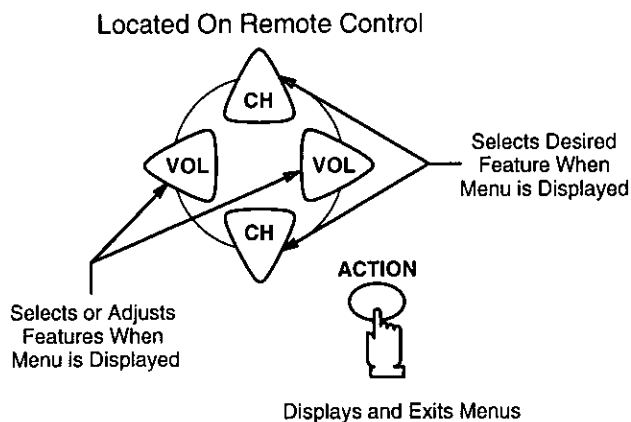 Located On Remote Control
CH
VOL
VOL
CH
Selects Desired
Feature When
Menu is Displayed
ACTION
Selects or Adjusts
Features When
Menu is Displayed
Displays and Exits Menus